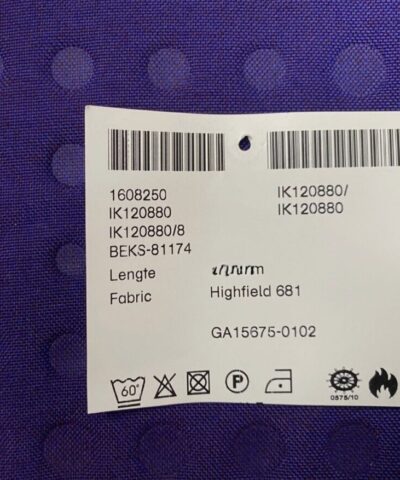 1608250
IK120880/
IK120880
IK120880
IK120880/8
BEKS-81174
Lengte
Fabric
Highfield 681
GA15675-0102
60°
P
0575/10